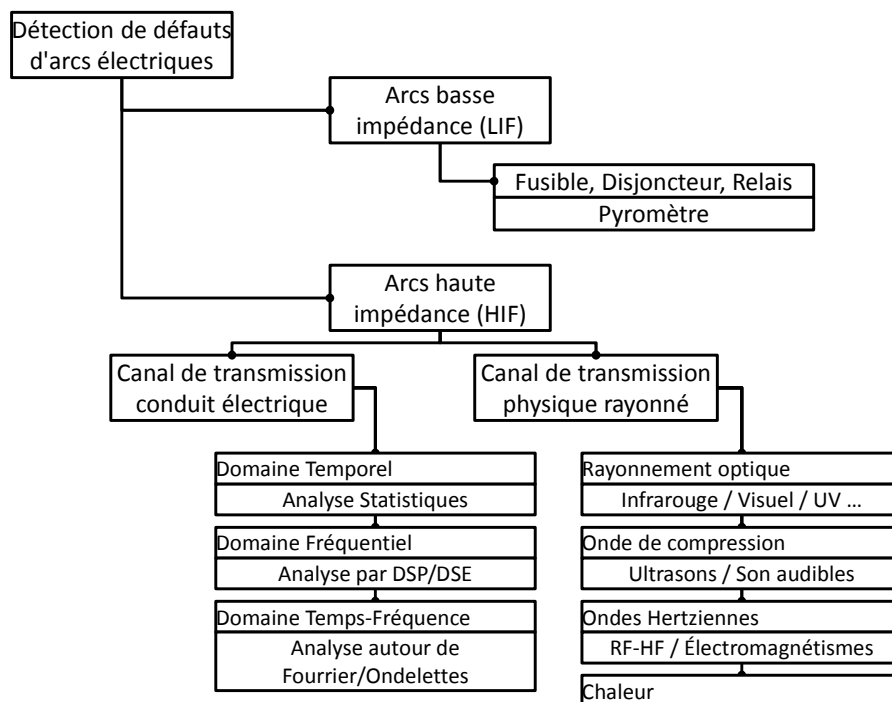 Détection de défauts
d'arcs électriques
Arcs basse
impédance (LIF)
Fusible, Disjoncteur, Relais
Pyromètre
Arcs haute
impédance (HIF)
Canal de transmission
conduit électrique
Canal de transmission
physique rayonné
Domaine Temporel
Analyse Statistiques
Domaine Fréquentiel
Analyse par DSP/DSE
Domaine Temps-Fréquence
Analyse autour de
Fourrier/Ondelettes
Rayonnement optique
Infrarouge / Visuel / UV ...
Onde de compression
Ultrasons / Son audibles
Ondes Hertziennes
RF-HF / Électromagnétismes
Chaleur